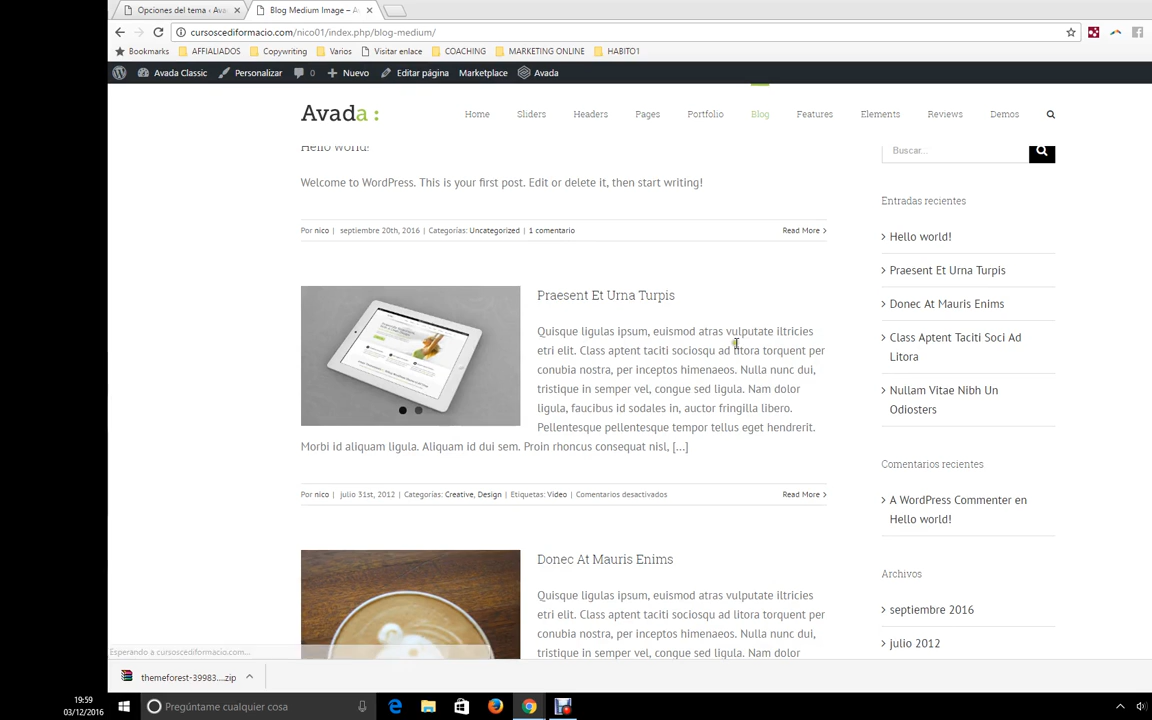 Opciones del tema ‹ Ava
Blog Medium Image – A
cursoscediformacio.com/nico01/index.php/blog-medium/
Bookmarks AFFIALIADOS Copywriting Varios Visitar enlace COACHING MARKETING ONLINE HABITO1
Avada Classic Personalizar 0 Nuevo Editar página Marketplace Avada
Avada :
Home Sliders Headers Pages Portfolio Blog Features Elements Reviews Demos
Hello world!
Welcome to WordPress. This is your first post. Edit or delete it, then start writing!
Por nico | septiembre 20th, 2016 | Categorías: Uncategorized | 1 comentario
Read More >
Praesent Et Urna Turpis
Quisque ligulas ipsum, euismod atras vulputate iltricies
etri elit. Class aptent taciti sociosqu ad litora torquent per
conubia nostra, per inceptos himenaeos. Nulla nunc dui,
tristique in semper vel, congue sed ligula. Nam dolor
ligula, faucibus id sodales in, auctor fringilla libero.
Pellentesque pellentesque tempor tellus eget hendrerit.
Morbi id aliquam ligula. Aliquam id dui sem. Proin rhoncus consequat nisl, [...]
Por nico | julio 31st, 2012 | Categorías: Creative, Design | Etiquetas: Video | Comentarios desactivados
Read More >
Donec At Mauris Enims
Quisque ligulas ipsum, euismod atras vulputate iltricies
etri elit. Class aptent taciti sociosqu ad litora torquent per
conubia nostra, per inceptos himenaeos. Nulla nunc dui,
tristique in semper vel, congue sed ligula. Nam dolor
Buscar...
Entradas recientes
> Hello world!
> Praesent Et Urna Turpis
> Donec At Mauris Enims
> Class Aptent Taciti Soci Ad
Litora
> Nullam Vitae Nibh Un
Odiosters
Comentarios recientes
> A WordPress Commenter en
Hello world!
Archivos
> septiembre 2016
> julio 2012
Esperando a cursoscediformacio.com...
themeforest-39983....zip
19:59
03/12/2016
Pregúntame cualquier cosa